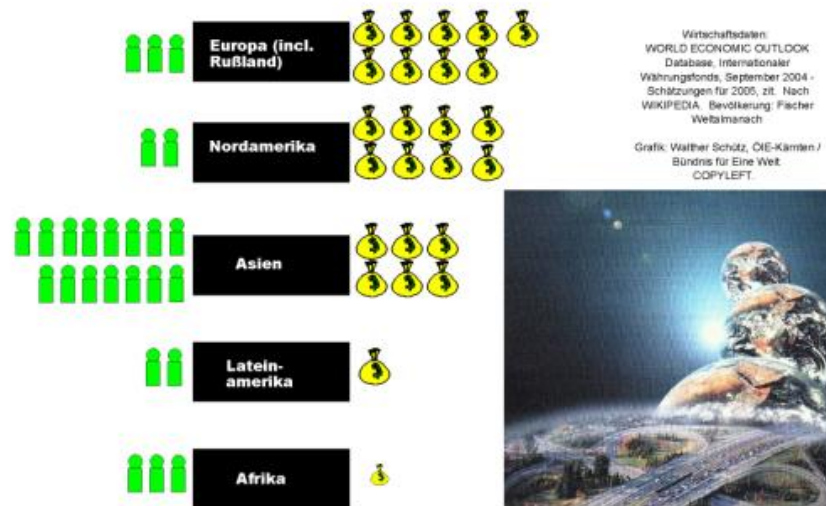 Europa (incl.
Rußland)
Nordamerika
Asien
Latein-
amerika
Afrika
Wirtschaftsdaten:
WORLD ECONOMIC OUTLOOK
Database, Internationaler
Währungsfonds, September 2004 -
Schätzungen für 2005, zit. Nach
WIKIPEDIA. Bevölkerung: Fischer
Weltalmanach
Grafik: Walther Schütz, ÖIE-Kärnten /
Bündnis für Eine Welt
COPYLEFT.